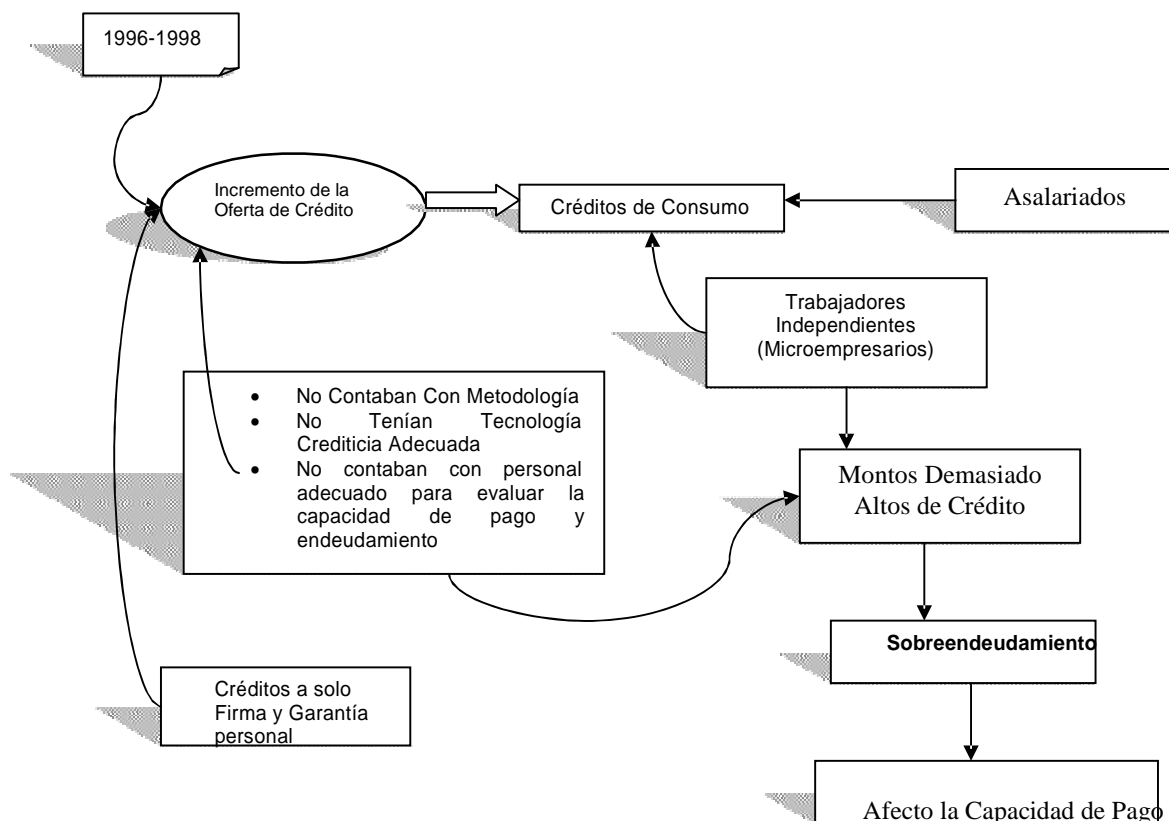 1996-1998
Incremento de la
Oferta de Crédito
Créditos de Consumo
Asalariados
Trabajadores
Independientes
(Microempresarios)
• No Contaban Con Metodología
• No Tenían Tecnología
Crediticia Adecuada
• No contaban con personal
adecuado para evaluar la
capacidad de pago y
endeudamiento
Montos Demasiado
Altos de Crédito
Sobreendeudamiento
Créditos a solo
Firma y Garantía
personal
Afecto la Capacidad de Pago